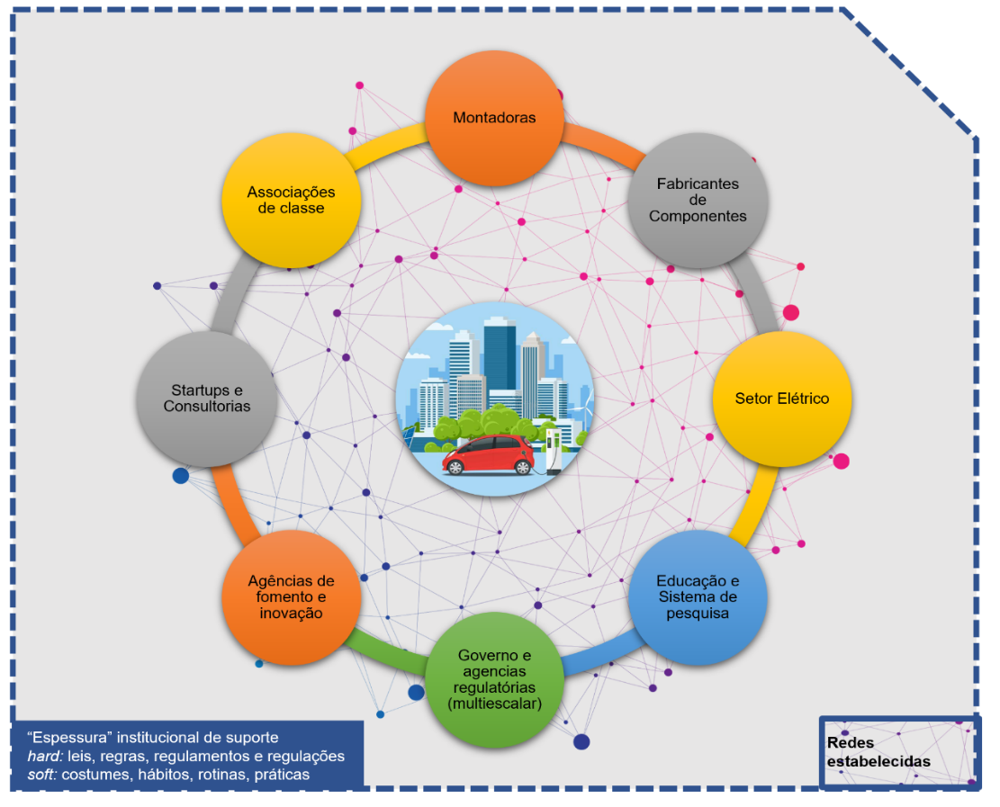 Montadoras
Fabricantes
de
Componentes
Associações
de classe
Startups e
Consultorias
Setor Elétrico
Agências de
fomento e
inovação
Educação e
Sistema de
pesquisa
Governo e
agencias
regulatórias
(multiescalar)
“Espessura” institucional de suporte
hard: leis, regras, regulamentos e regulações
soft: costumes, hábitos, rotinas, práticas
Redes
estabelecidas